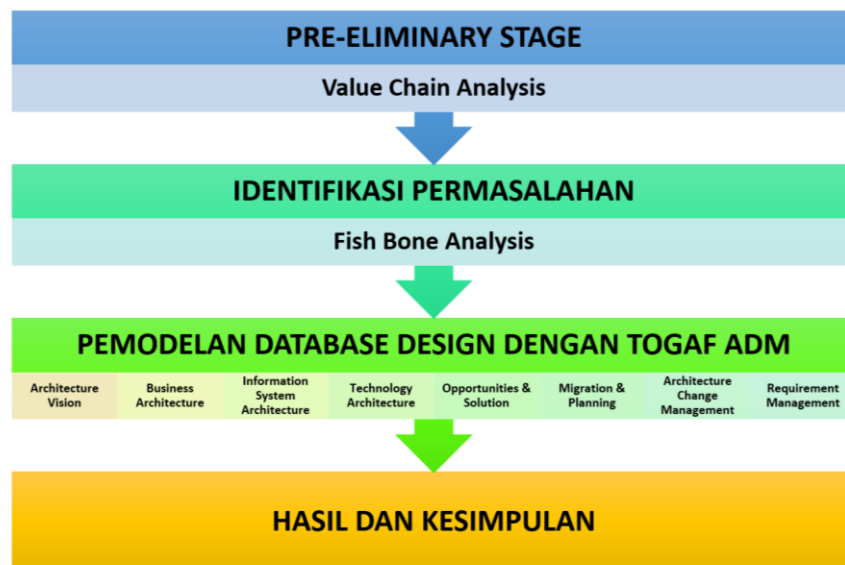 PRE-ELIMINARY STAGE
Value Chain Analysis
IDENTIFIKASI PERMASALAHAN
Fish Bone Analysis
PEMODELAN DATABASE DESIGN DENGAN TOGAF ADM
Architecture
Vision
Business
Architecture
Information
System
Architecture
Technology
Architecture
Opportunities &
Solution
Migration &
Planning
Architecture
Change
Management
Requirement
Management
HASIL DAN KESIMPULAN